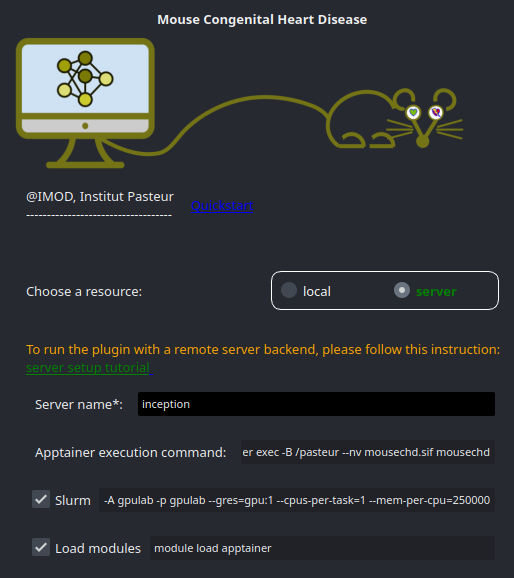 Mouse Congenital Heart Disease
@IMOD, Institut Pasteur
-----------------------------------
Quickstart
Choose a resource: local server
To run the plugin with a remote server backend, please follow this instruction:
server setup tutorial
Server name*: inception
Apptainer execution command: er exec -B /pasteur --nv mousechd.sif mousechd
Slurm -A gpulab -p gpulab --gres=gpu:1 --cpus-per-task=1 --mem-per-cpu=250000
Load modules module load apptainer